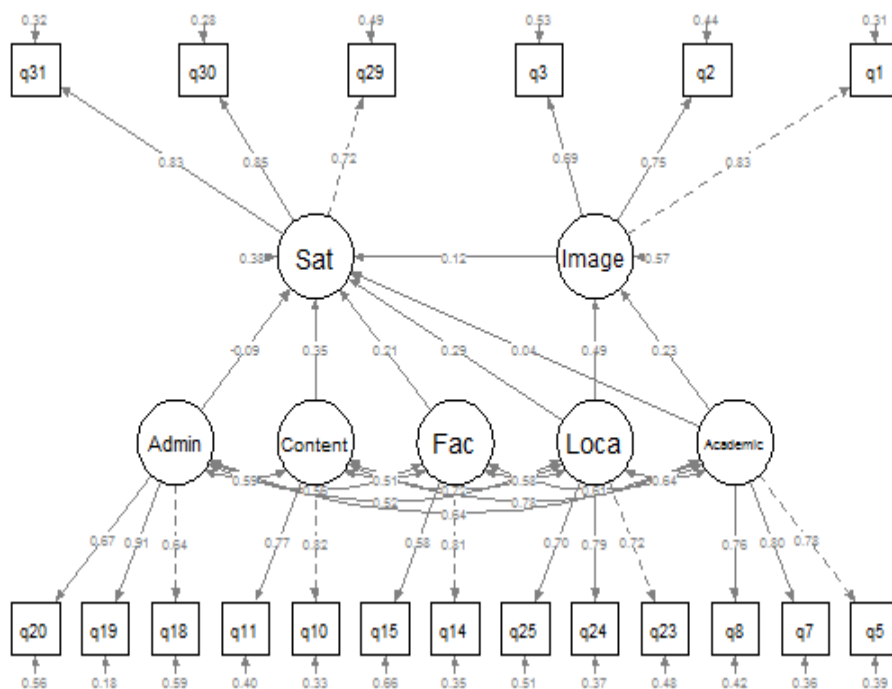 0.32 0.28 0.49 0.53 0.44 0.31
q31 q30 q29 q3 q2 q1
0.83 0.85 0.72 0.69 0.75 0.83
0.38 Sat 0.12 Image 0.57
-0.09 0.35 0.21 0.29 0.04 0.49 0.23
Admin Content Fac Loca Academic
0.59 0.51 0.58 0.64
0.52 0.78
0.64
0.67 0.91 0.64 0.77 0.82 0.58 0.81 0.70 0.79 0.72 0.76 0.80 0.78
q20 q19 q18 q11 q10 q15 q14 q25 q24 q23 q8 q7 q5
0.56 0.18 0.59 0.40 0.33 0.66 0.35 0.51 0.37 0.48 0.42 0.36 0.39